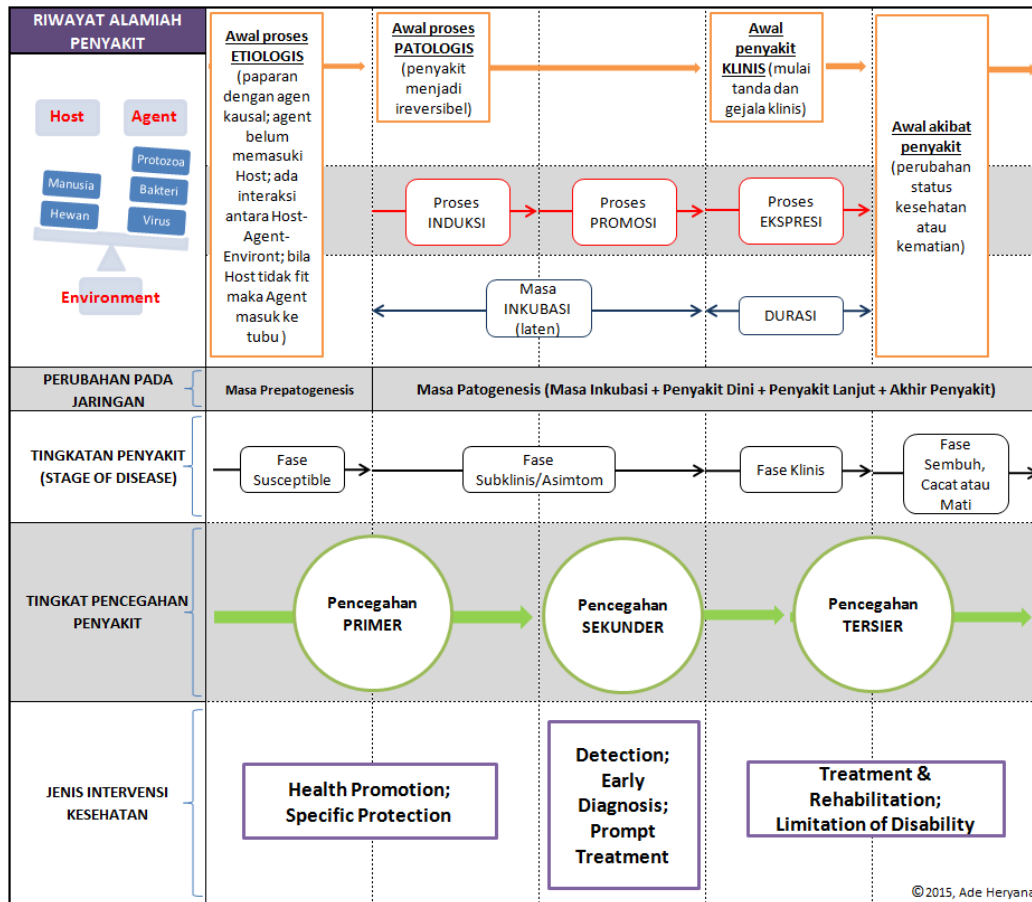 RIWAYAT ALAMIAH
PENYAKIT
Host
Agent
Manusia
Hewan
Protozoa
Bakteri
Virus
Environment
Awal proses
ETIOLOGIS
(paparan
dengan agen
kausal; agent
belum
memasuki
Host; ada
interaksi
antara Host-
Agent-
Environt; bila
Host tidak fit
maka Agent
masuk ke
tubu )
Awal proses
PATOLOGIS
(penyakit
menjadi
ireversibel)
Awal
penyakit
KLINIS (mulai
tanda dan
gejala klinis)
Awal akibat
penyakit
(perubahan
status
kesehatan
atau
kematian)
Proses
INDUKSI
Proses
PROMOSI
Proses
EKSPRESI
Masa
INKUBASI
(laten)
DURASI
PERUBAHAN PADA
JARINGAN
Masa Prepatogenesis
Masa Patogenesis (Masa Inkubasi + Penyakit Dini + Penyakit Lanjut + Akhir Penyakit)
TINGKATAN PENYAKIT
(STAGE OF DISEASE)
Fase
Susceptible
Fase
Subklinis/Asimtom
Fase Klinis
Fase
Sembuh,
Cacat atau
Mati
TINGKAT PENCEGAHAN
PENYAKIT
Pencegahan
PRIMER
Pencegahan
SEKUNDER
Pencegahan
TERSIER
JENIS INTERVENSI
KESEHATAN
Health Promotion;
Specific Protection
Detection;
Early
Diagnosis;
Prompt
Treatment
Treatment &
Rehabilitation;
Limitation of Disability
©2015, Ade Heryana